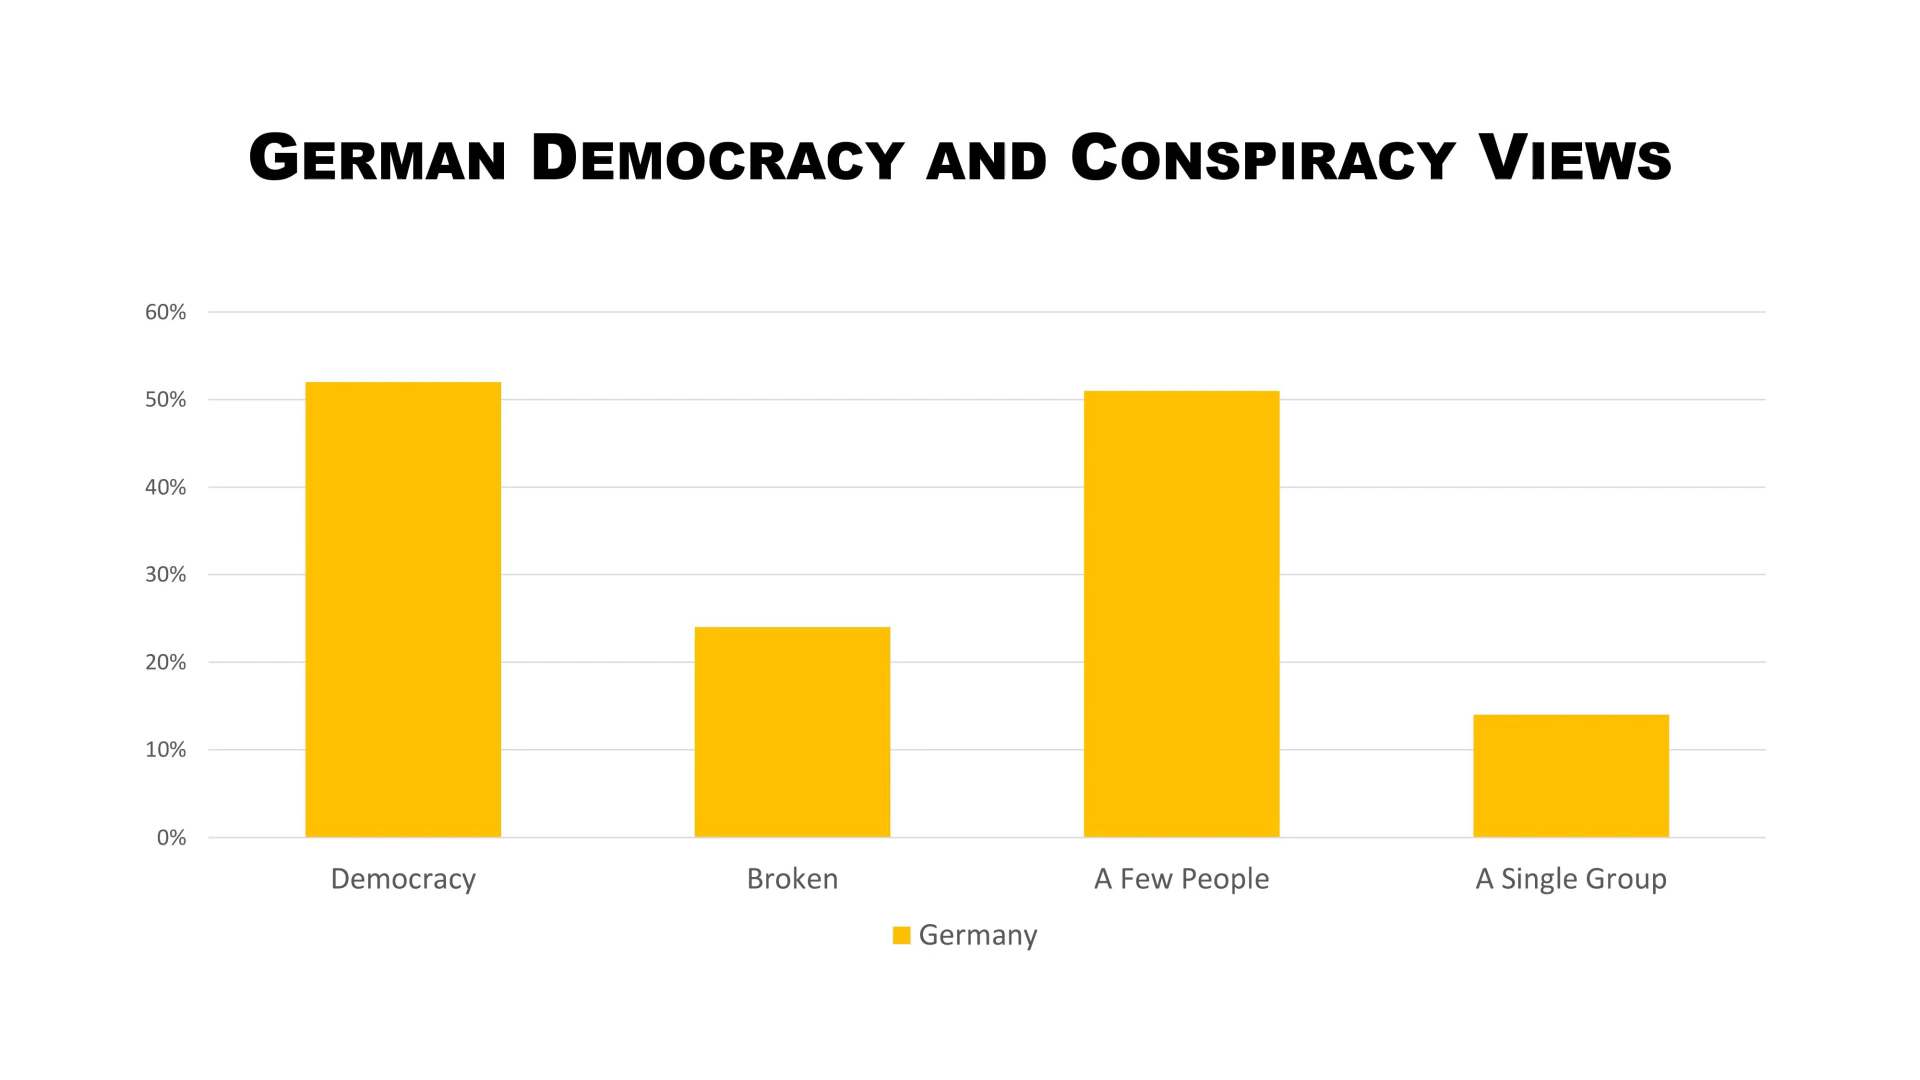 GERMAN DEMOCRACY AND CONSPIRACY VIEWS
60%
50%
40%
30%
20%
10%
0%
Democracy Broken A Few People A Single Group
Germany